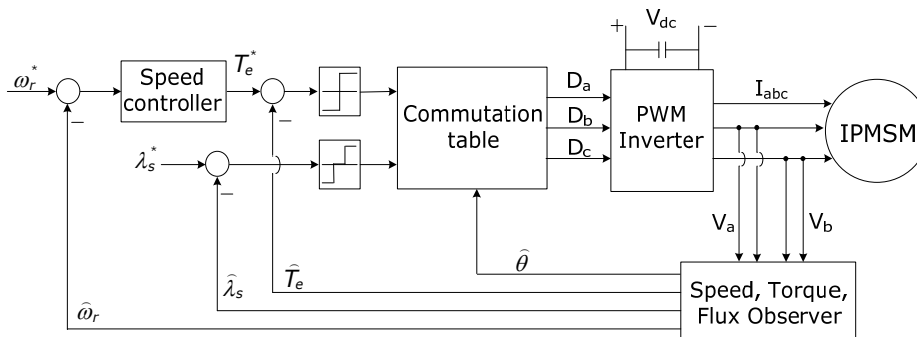 + V_dc −
ω_r^* T_e^*
Speed
controller
−
−
λ_s^*
−
Commutation
table
D_a
D_b
D_c
PWM
Inverter
I_abc
IPMSM
V_a V_b
θ̂
T̂_e
λ̂_s
ω̂_r
Speed, Torque,
Flux Observer